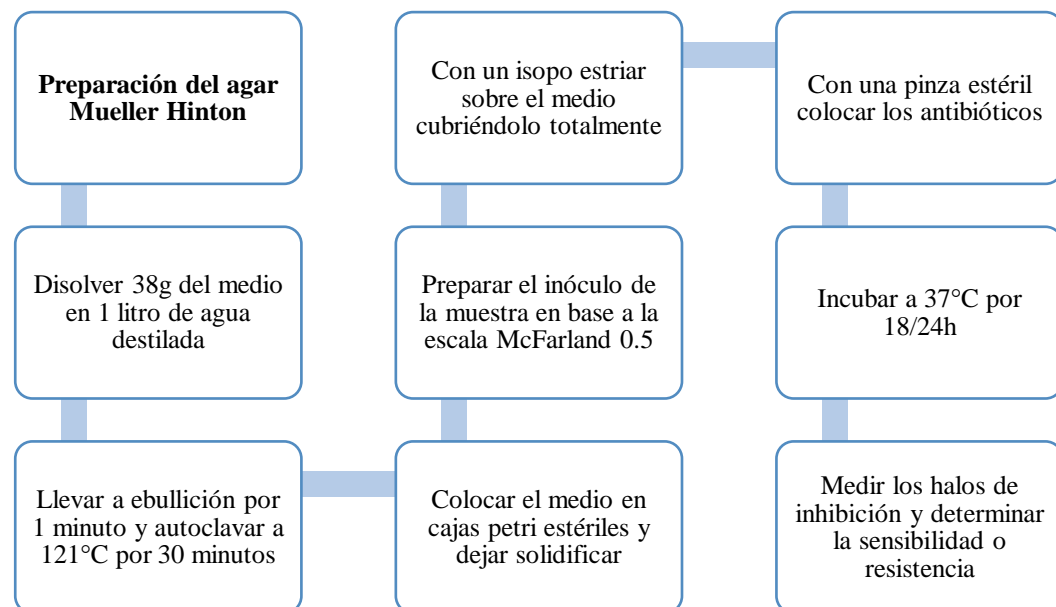 Preparación del agar
Mueller Hinton
Disolver 38g del medio
en 1 litro de agua
destilada
Llevar a ebullición por
1 minuto y autoclavar a
121°C por 30 minutos
Colocar el medio en
cajas petri estériles y
dejar solidificar
Preparar el inóculo de
la muestra en base a la
escala McFarland 0.5
Con un isopo estriar
sobre el medio
cubriéndolo totalmente
Con una pinza estéril
colocar los antibióticos
Incubar a 37°C por
18/24h
Medir los halos de
inhibición y determinar
la sensibilidad o
resistencia